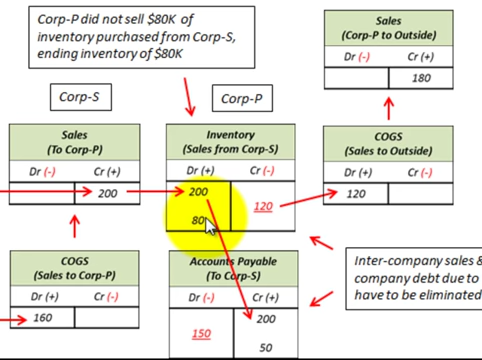 Corp-P did not sell $80K of
inventory purchased from Corp-S,
ending inventory of $80K
Sales
(Corp-P to Outside)
Dr (-) Cr (+)
180
Corp-S
Corp-P
Sales
(To Corp-P)
Dr (-) Cr (+)
200
Inventory
(Sales from Corp-S)
Dr (+) Cr (-)
200
120
80
COGS
(Sales to Outside)
Dr (+) Cr (-)
120
COGS
(Sales to Corp-P)
Dr (+) Cr (-)
160
Accounts Payable
(To Corp-S)
Dr (-) Cr (+)
200
150
50
Inter-company sales &
company debt due to
have to be eliminated